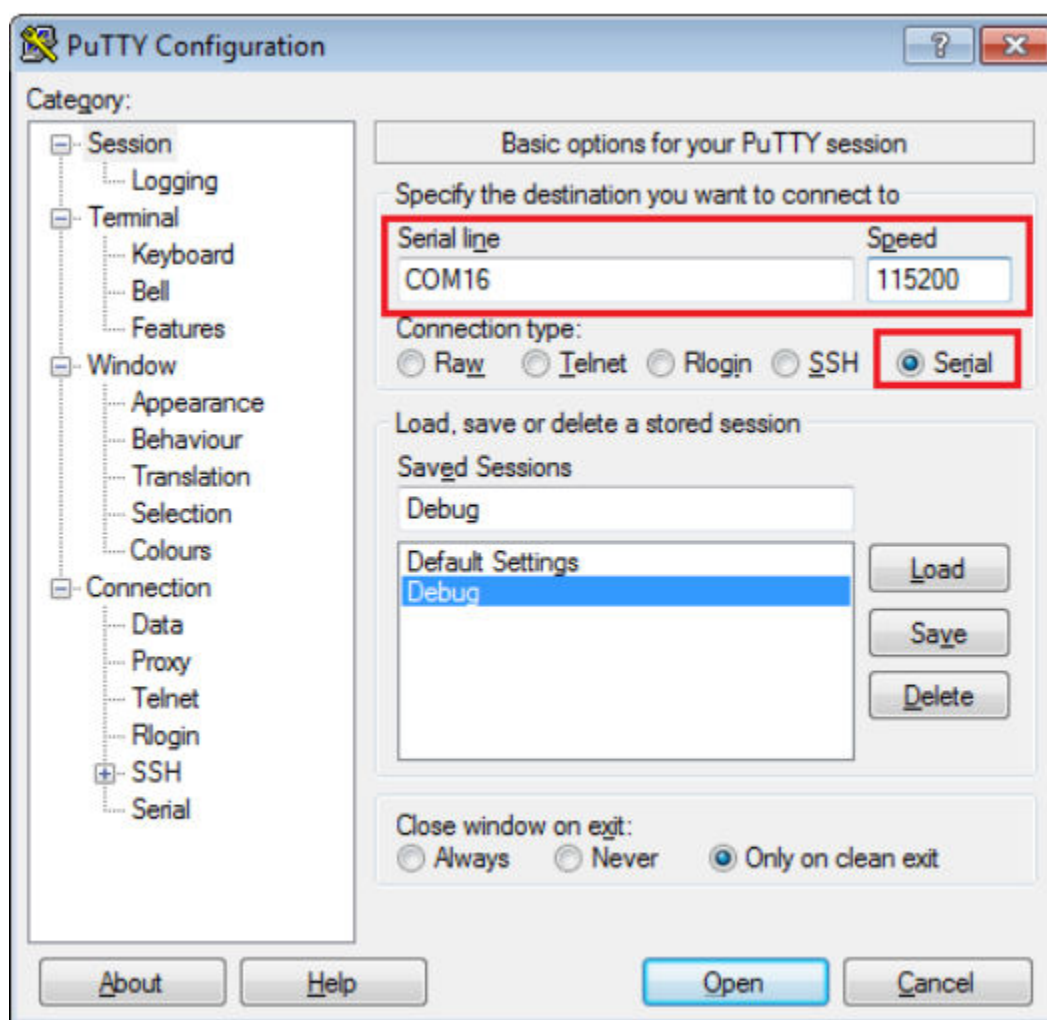 PuTTY Configuration
Category:
Session
Logging
Terminal
Keyboard
Bell
Features
Window
Appearance
Behaviour
Translation
Selection
Colours
Connection
Data
Proxy
Telnet
Rlogin
SSH
Serial
Basic options for your PuTTY session
Specify the destination you want to connect to
Serial line Speed
COM16 115200
Connection type:
Raw Telnet Rlogin SSH Serial
Load, save or delete a stored session
Saved Sessions
Debug
Default Settings
Debug
Load
Save
Delete
Close window on exit:
Always Never Only on clean exit
About Help Open Cancel